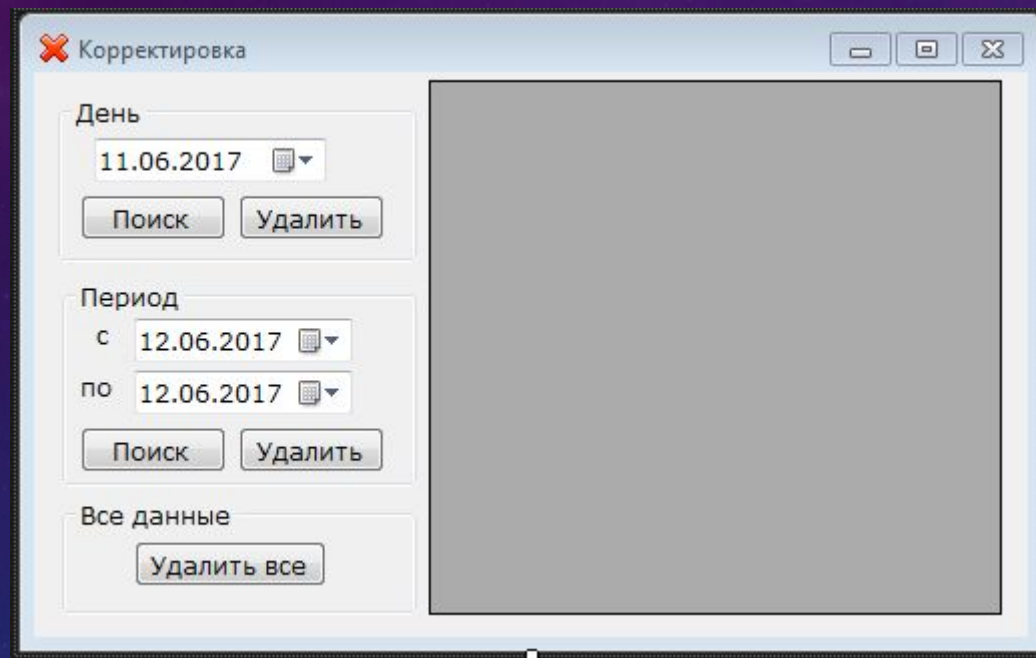 Корректировка
День
11.06.2017
Поиск Удалить
Период
с 12.06.2017
по 12.06.2017
Поиск Удалить
Все данные
Удалить все